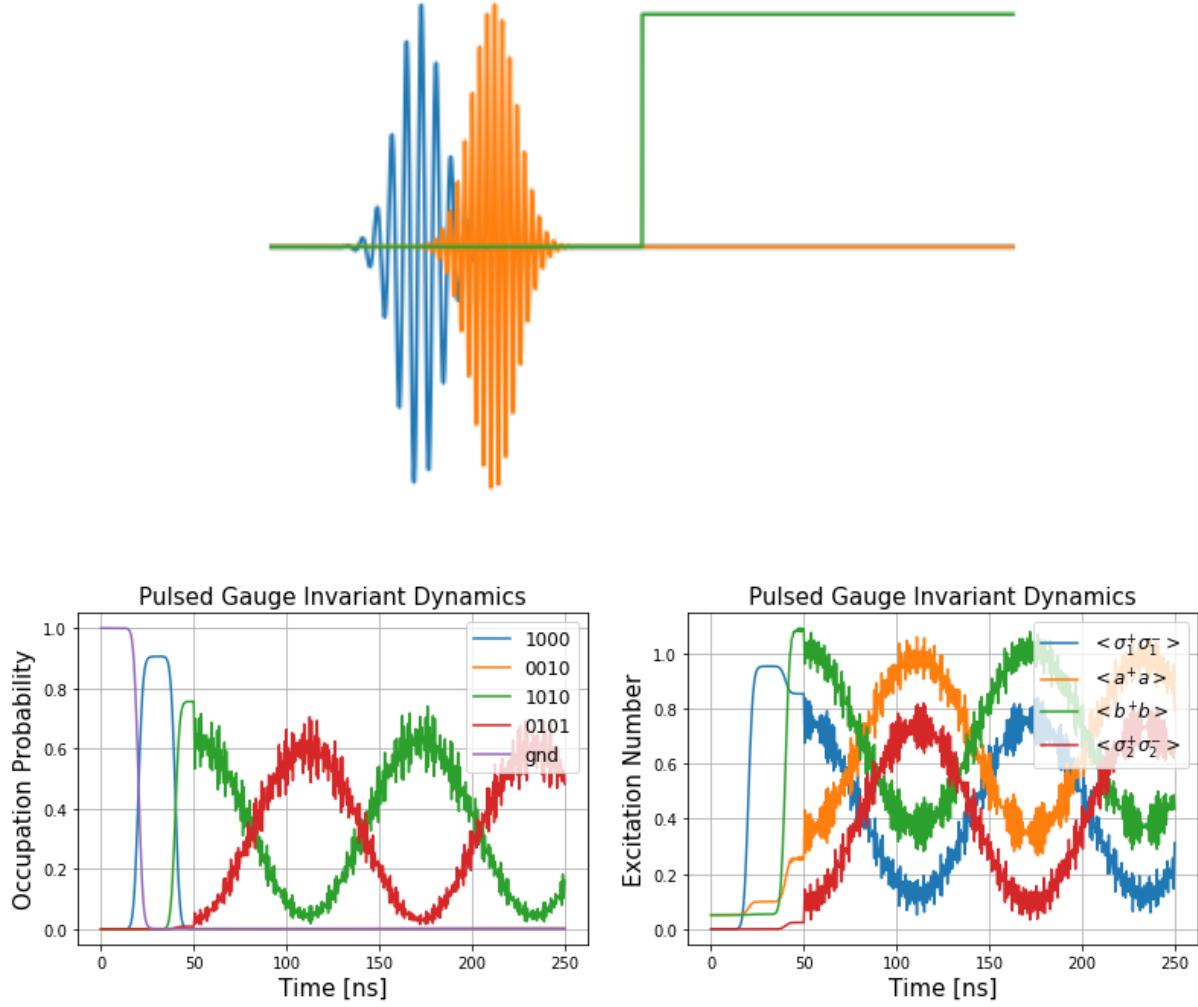 Pulsed Gauge Invariant Dynamics
Occupation Probability
1.0
0.8
0.6
0.4
0.2
0.0
1000
0010
1010
0101
gnd
0
50
100
150
200
250
Time [ns]
Pulsed Gauge Invariant Dynamics
Excitation Number
1.0
0.8
0.6
0.4
0.2
0.0
< σ₁⁺σ₁⁻ >
< a⁺a >
< b⁺b >
< σ₂⁺σ₂⁻ >
0
50
100
150
200
250
Time [ns]